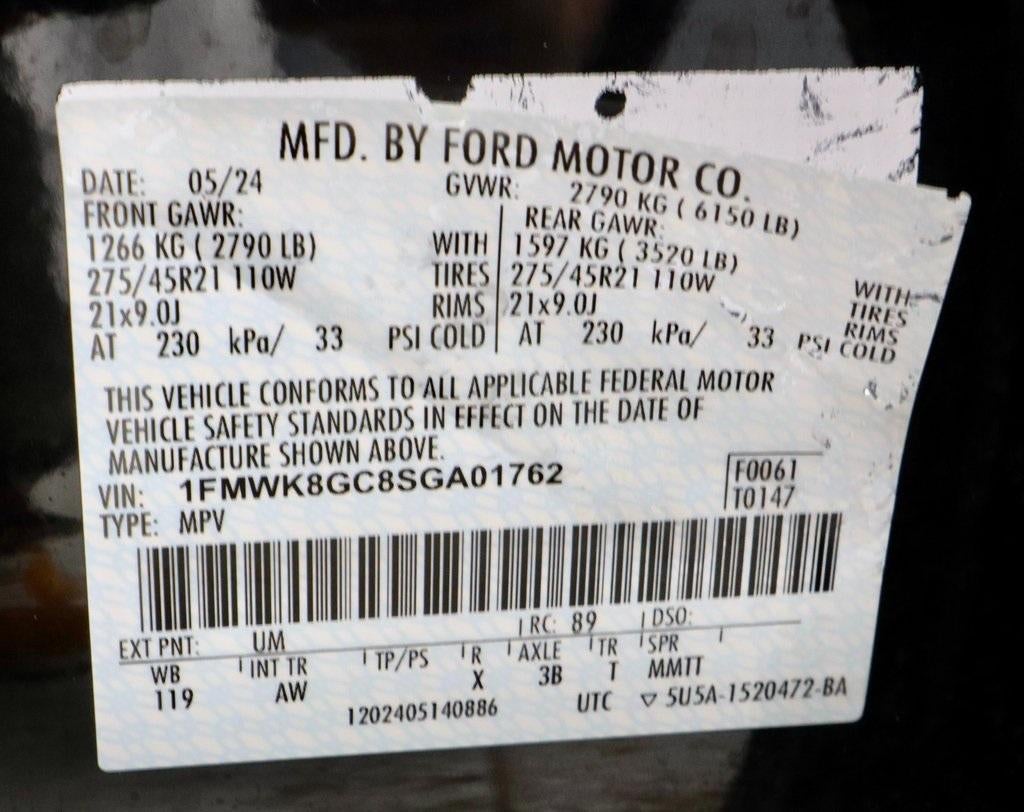 MFD. BY FORD MOTOR CO.
DATE: 05/24 GVWR: 2790 KG ( 6150 LB)
FRONT GAWR: REAR GAWR:
1266 KG ( 2790 LB) WITH 1597 KG ( 3520 LB) WITH
275/45R21 110W TIRES 275/45R21 110W TIRES
21x9.0J RIMS 21x9.0J RIMS
AT 230 kPa/ 33 PSI COLD AT 230 kPa/ 33 PSI COLD
THIS VEHICLE CONFORMS TO ALL APPLICABLE FEDERAL MOTOR
VEHICLE SAFETY STANDARDS IN EFFECT ON THE DATE OF
MANUFACTURE SHOWN ABOVE.
VIN: 1FMWK8GC8SGA01762 F0061
TYPE: MPV T0147
EXT PNT: UM RC: 89 DSO:
WB INT TR TP/PS R AXLE TR SPR
119 AW X 3B T MMTT
1202405140886 UTC ▽ 5U5A-1520472-BA